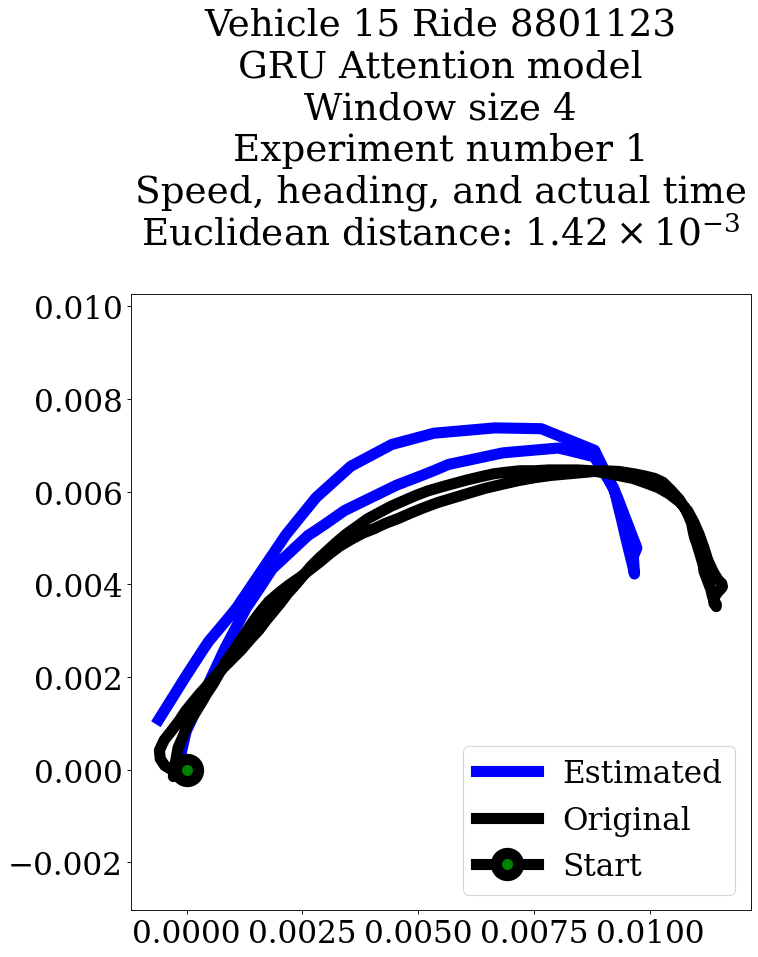 Vehicle 15 Ride 8801123
GRU Attention model
Window size 4
Experiment number 1
Speed, heading, and actual time
Euclidean distance: 1.42 × 10⁻³
0.010
0.008
0.006
0.004
0.002
0.000
−0.002
Estimated
Original
Start
0.0000 0.0025 0.0050 0.0075 0.0100